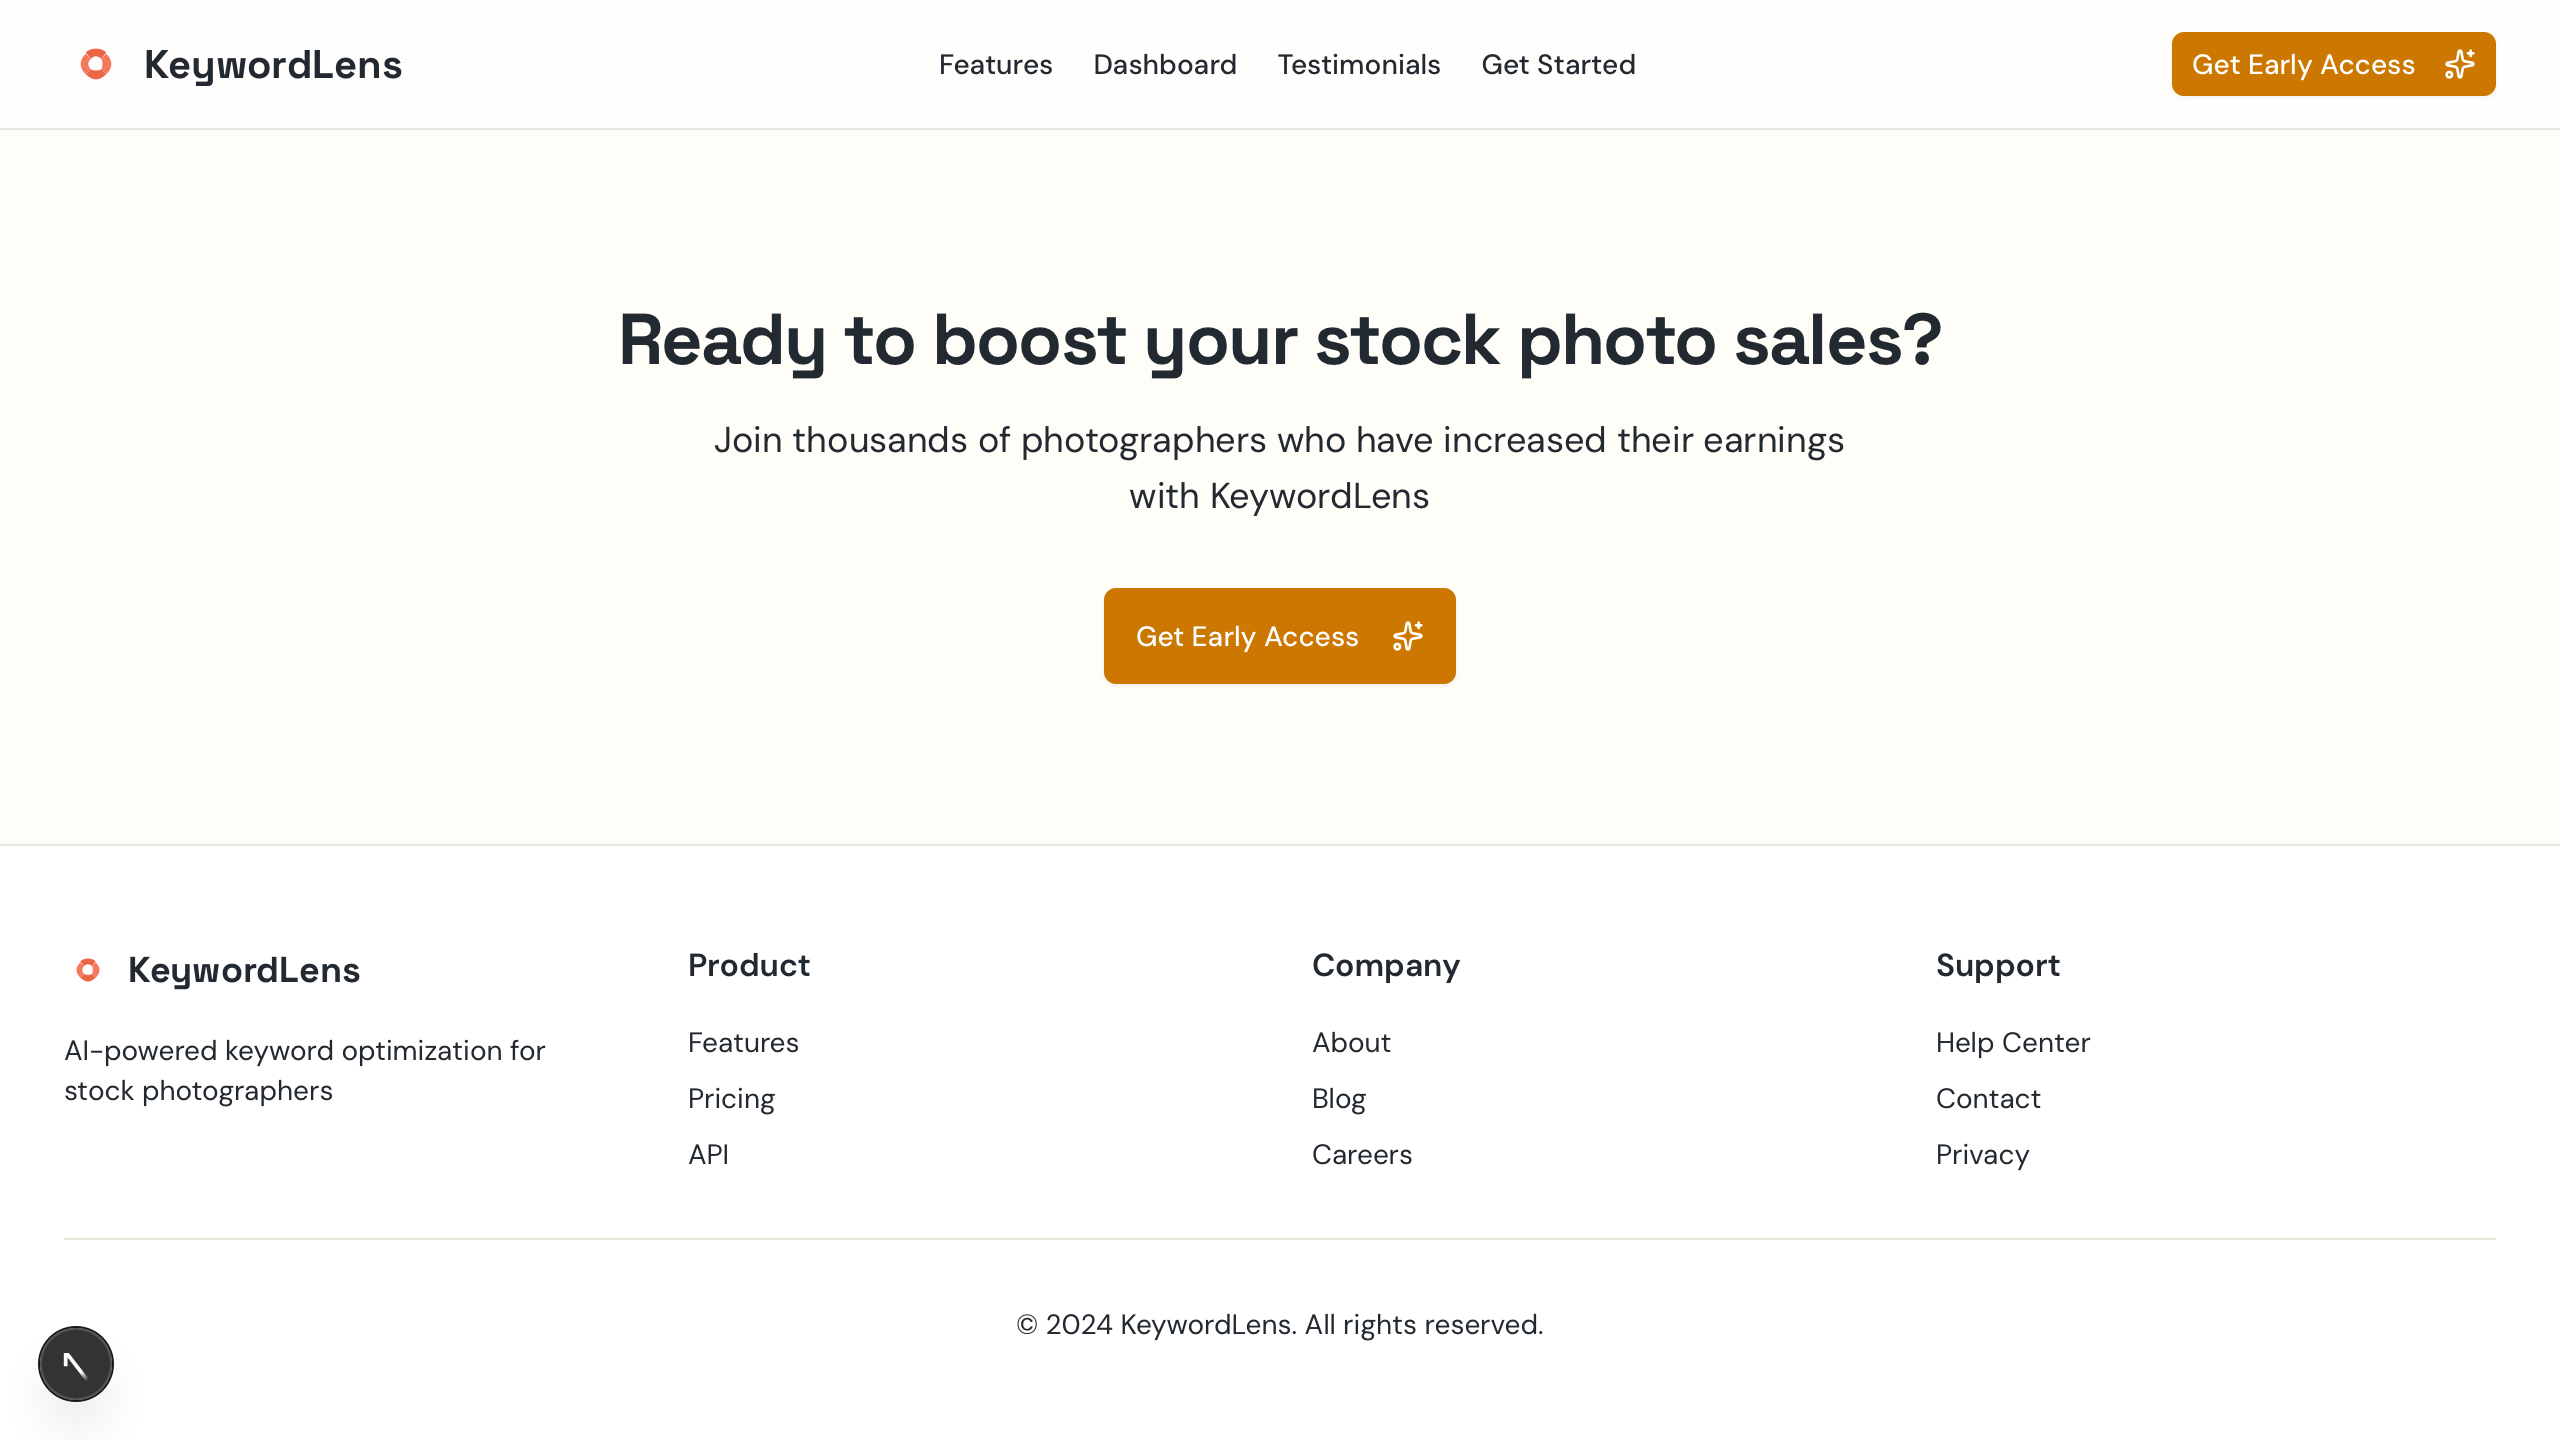 KeywordLens
Features
Dashboard
Testimonials
Get Started
Get Early Access
Ready to boost your stock photo sales?
Join thousands of photographers who have increased their earnings
with KeywordLens
Get Early Access
KeywordLens
AI-powered keyword optimization for
stock photographers
Product
Features
Pricing
API
Company
About
Blog
Careers
Support
Help Center
Contact
Privacy
© 2024 KeywordLens. All rights reserved.